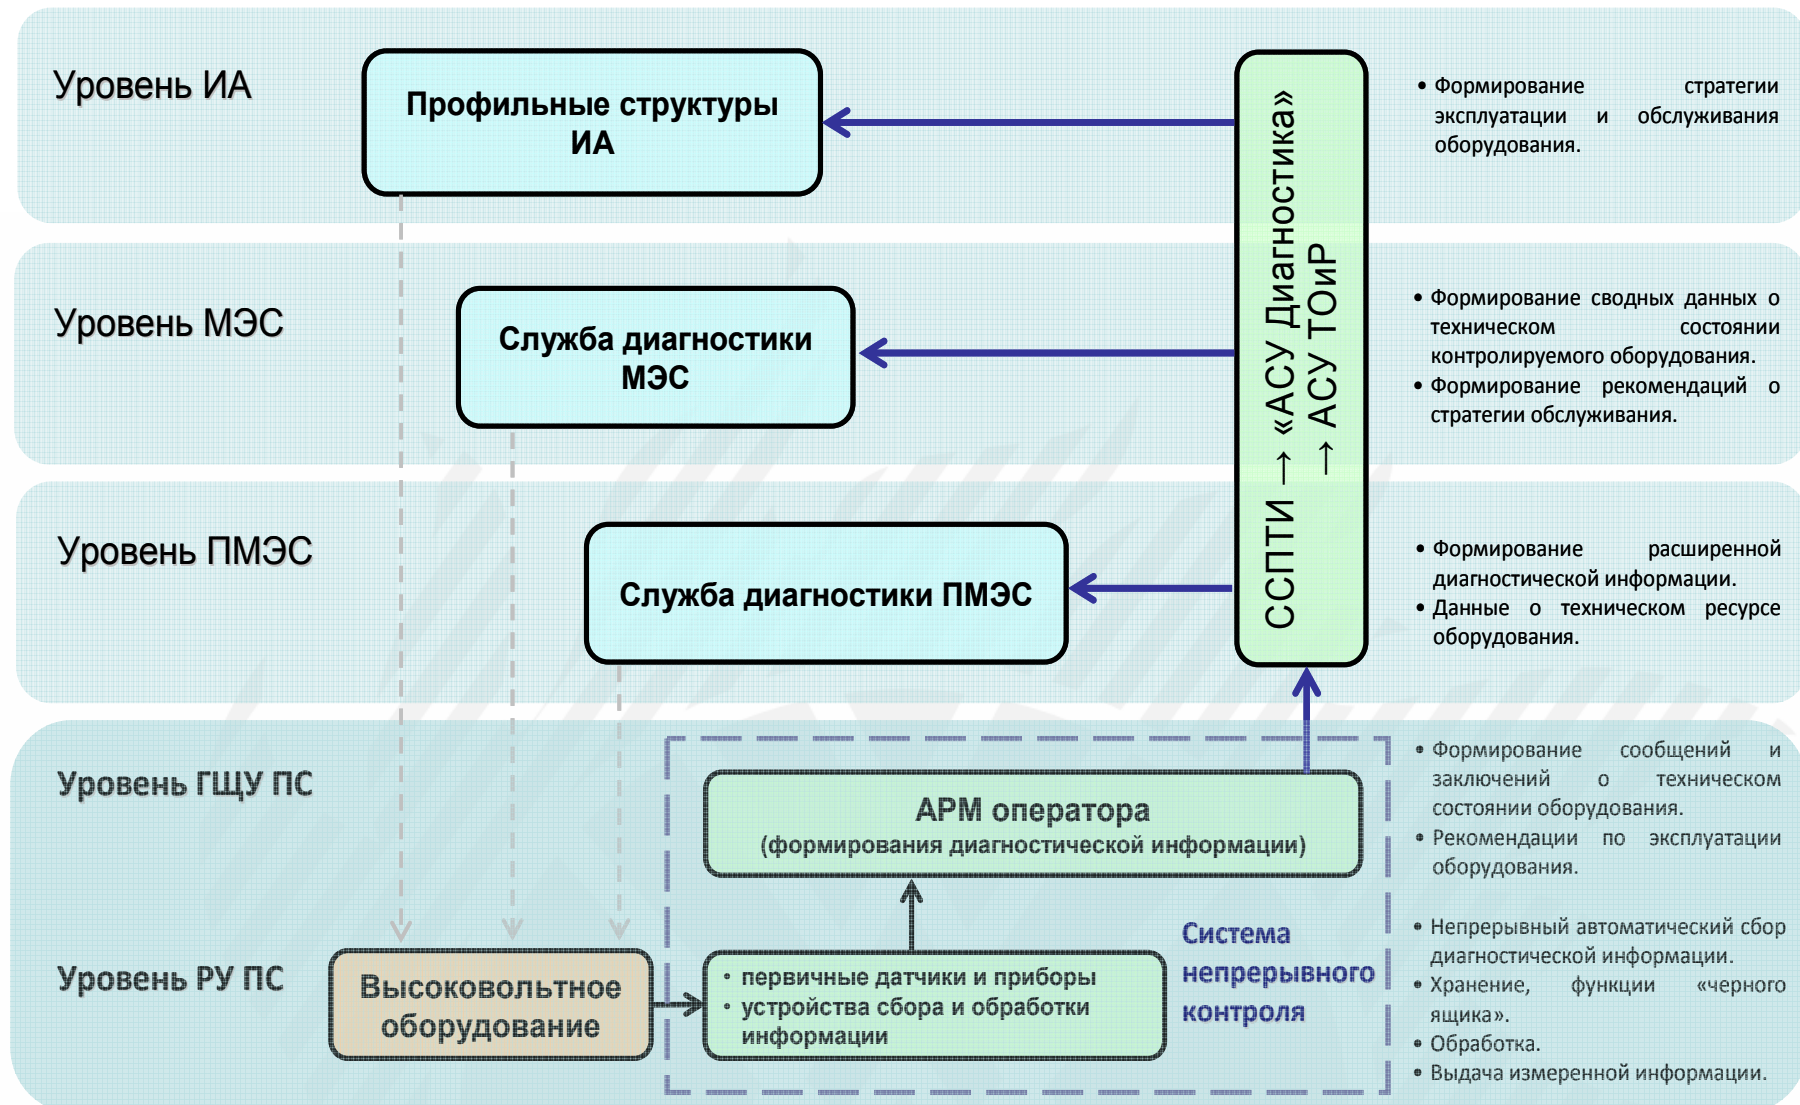 Уровень ИА
Профильные структуры
ИА
• Формирование стратегии
эксплуатации и обслуживания
оборудования.
ССПТИ → «АСУ Диагностика»
→ АСУ ТОиР
Уровень МЭС
Служба диагностики
МЭС
• Формирование сводных данных о
техническом состоянии
контролируемого оборудования.
• Формирование рекомендаций о
стратегии обслуживания.
Уровень ПМЭС
Служба диагностики ПМЭС
• Формирование расширенной
диагностической информации.
• Данные о техническом ресурсе
оборудования.
Уровень ГЩУ ПС
АРМ оператора
(формирования диагностической информации)
• Формирование сообщений и
заключений о техническом
состоянии оборудования.
• Рекомендации по эксплуатации
оборудования.
Уровень РУ ПС
Высоковольтное
оборудование
• первичные датчики и приборы
• устройства сбора и обработки
информации
Система
непрерывного
контроля
• Непрерывный автоматический сбор
диагностической информации.
• Хранение, функции «черного
ящика».
• Обработка.
• Выдача измеренной информации.